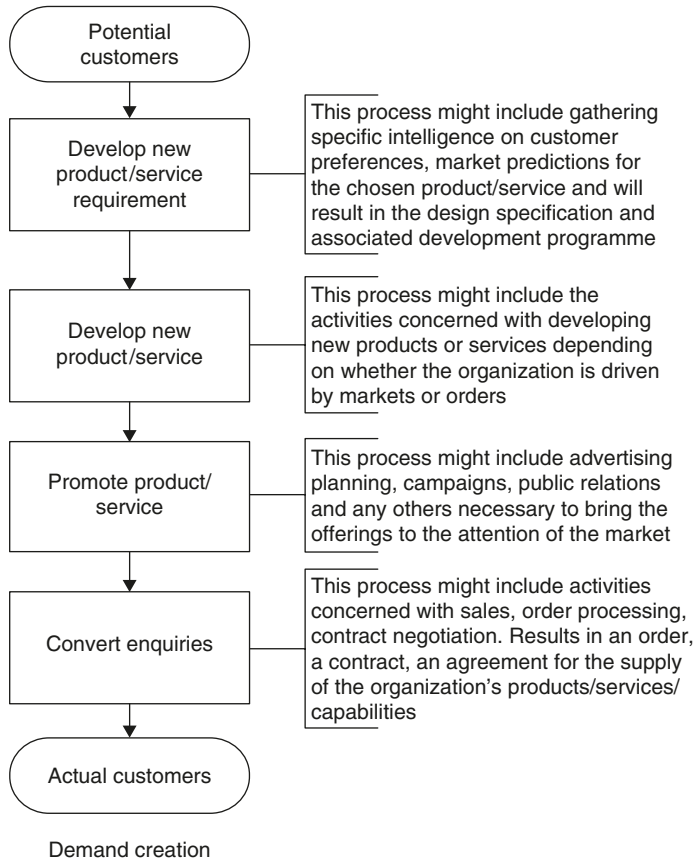 Potential
customers
Develop new
product/service
requirement
This process might include gathering
specific intelligence on customer
preferences, market predictions for
the chosen product/service and will
result in the design specification and
associated development programme
Develop new
product/service
This process might include the
activities concerned with developing
new products or services depending
on whether the organization is driven
by markets or orders
Promote product/
service
This process might include advertising
planning, campaigns, public relations
and any others necessary to bring the
offerings to the attention of the market
Convert enquiries
This process might include activities
concerned with sales, order processing,
contract negotiation. Results in an order,
a contract, an agreement for the supply
of the organization's products/services/
capabilities
Actual customers
Demand creation